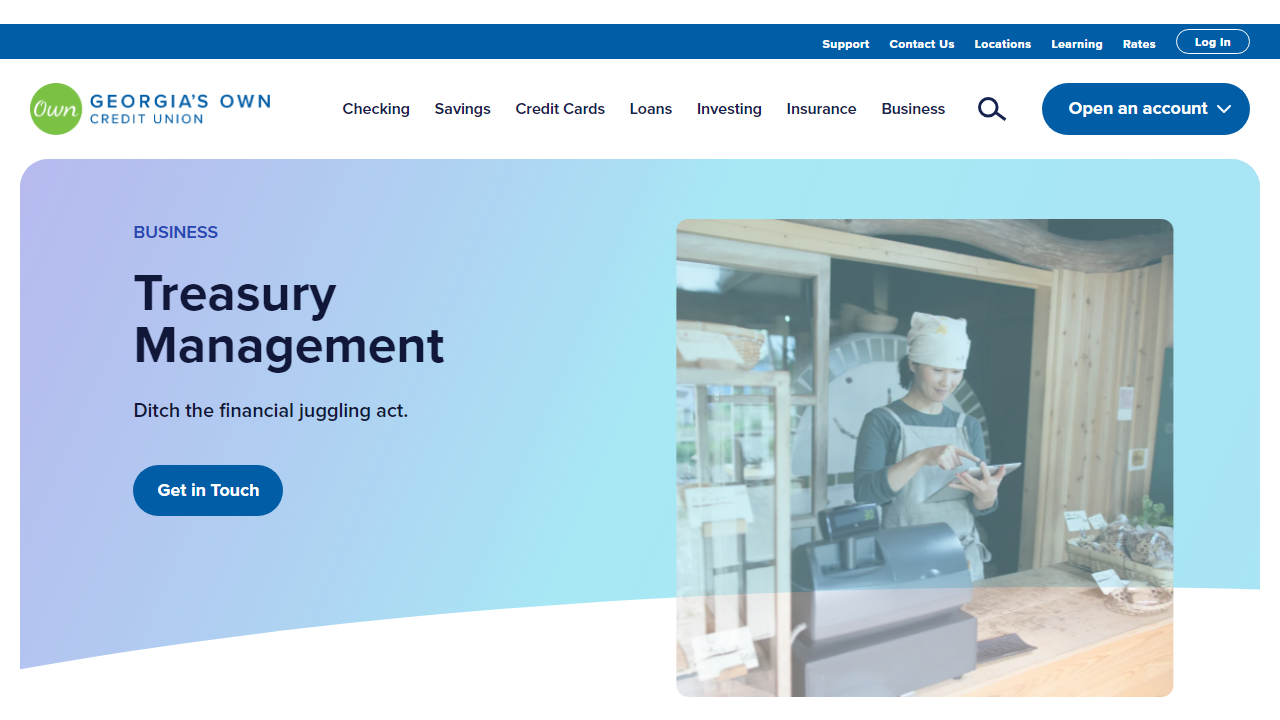 Support Contact Us Locations Learning Rates Log In
Own GEORGIA'S OWN
CREDIT UNION
Checking Savings Credit Cards Loans Investing Insurance Business Open an account
BUSINESS
Treasury
Management
Ditch the financial juggling act.
Get in Touch